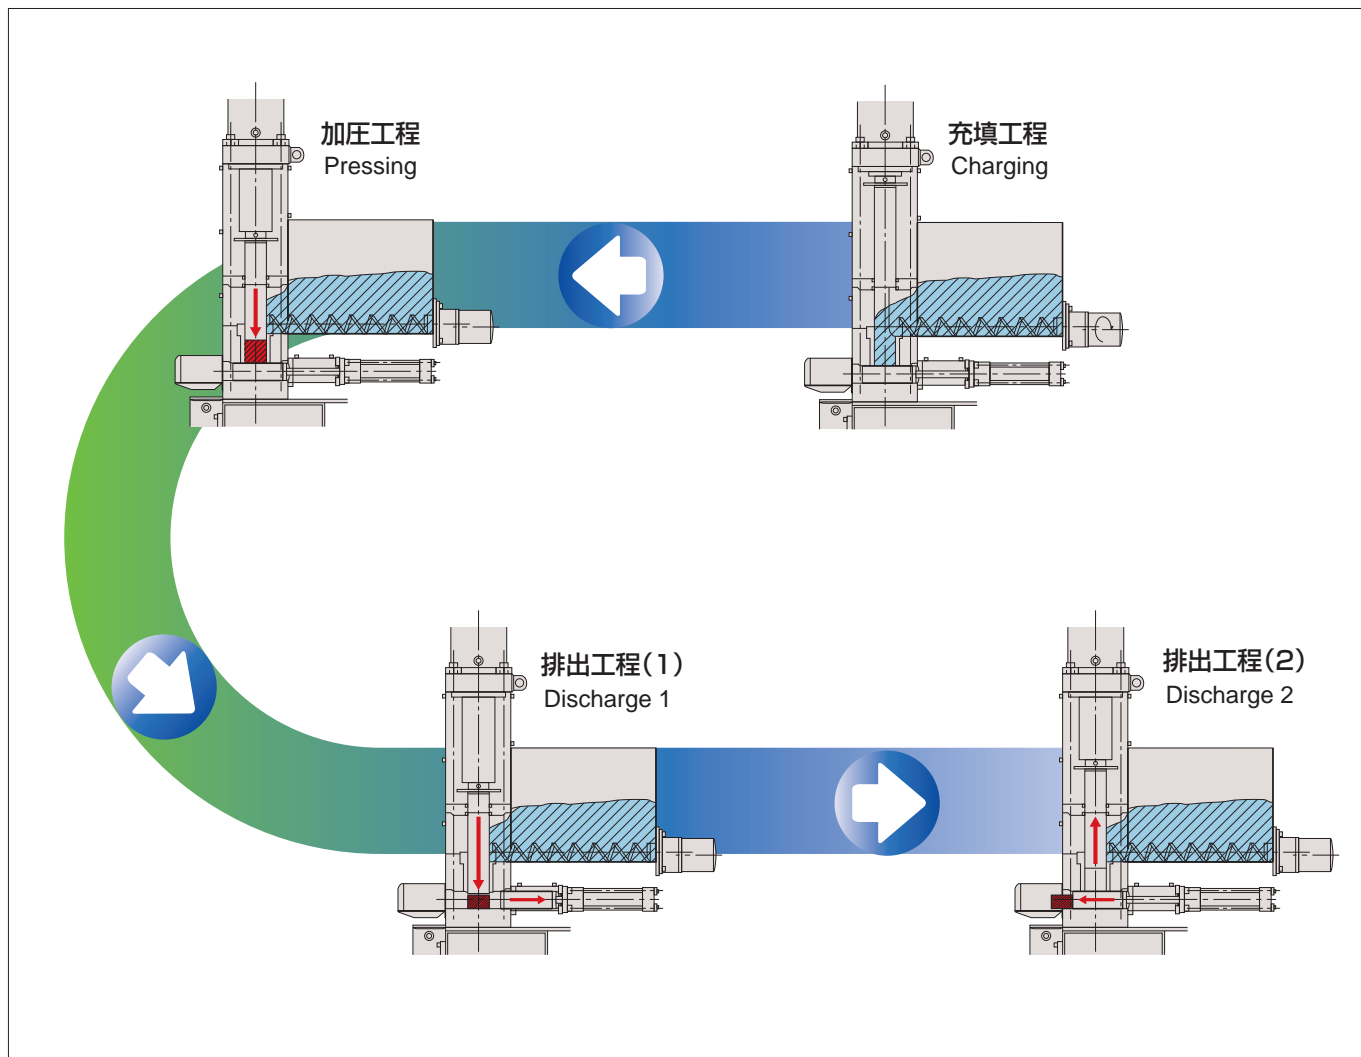 加圧工程
Pressing
充填工程
Charging
排出工程(1)
Discharge 1
排出工程(2)
Discharge 2